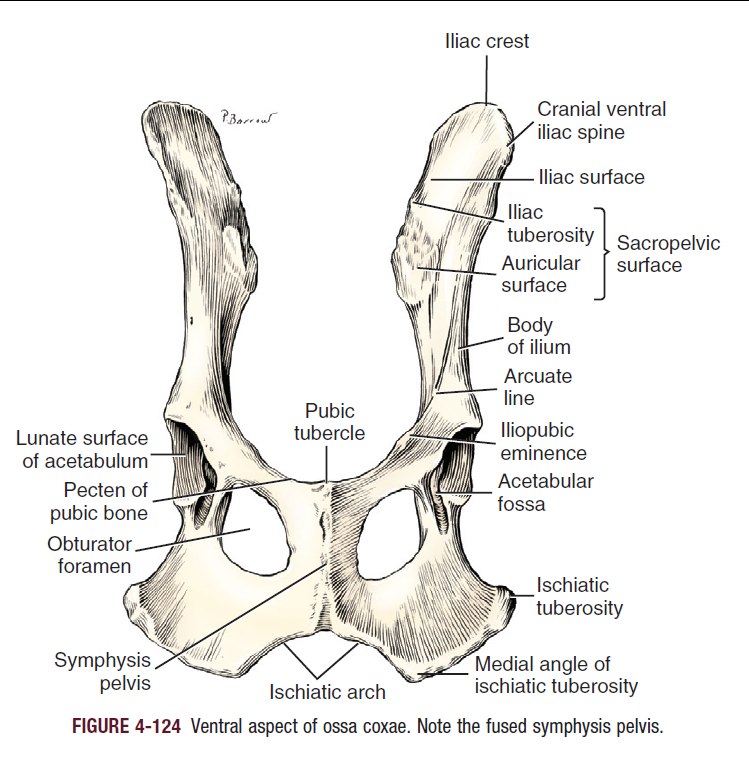 Iliac crest
P. Barrow
Cranial ventral
iliac spine
Iliac surface
Iliac
tuberosity
Sacropelvic
surface
Auricular
surface
Body
of ilium
Arcuate
line
Pubic
tubercle
Lunate surface
of acetabulum
Iliopubic
eminence
Pecten of
pubic bone
Acetabular
fossa
Obturator
foramen
Ischiatic
tuberosity
Symphysis
pelvis
Ischiatic arch
Medial angle of
ischiatic tuberosity
FIGURE 4-124 Ventral aspect of ossa coxae. Note the fused symphysis pelvis.